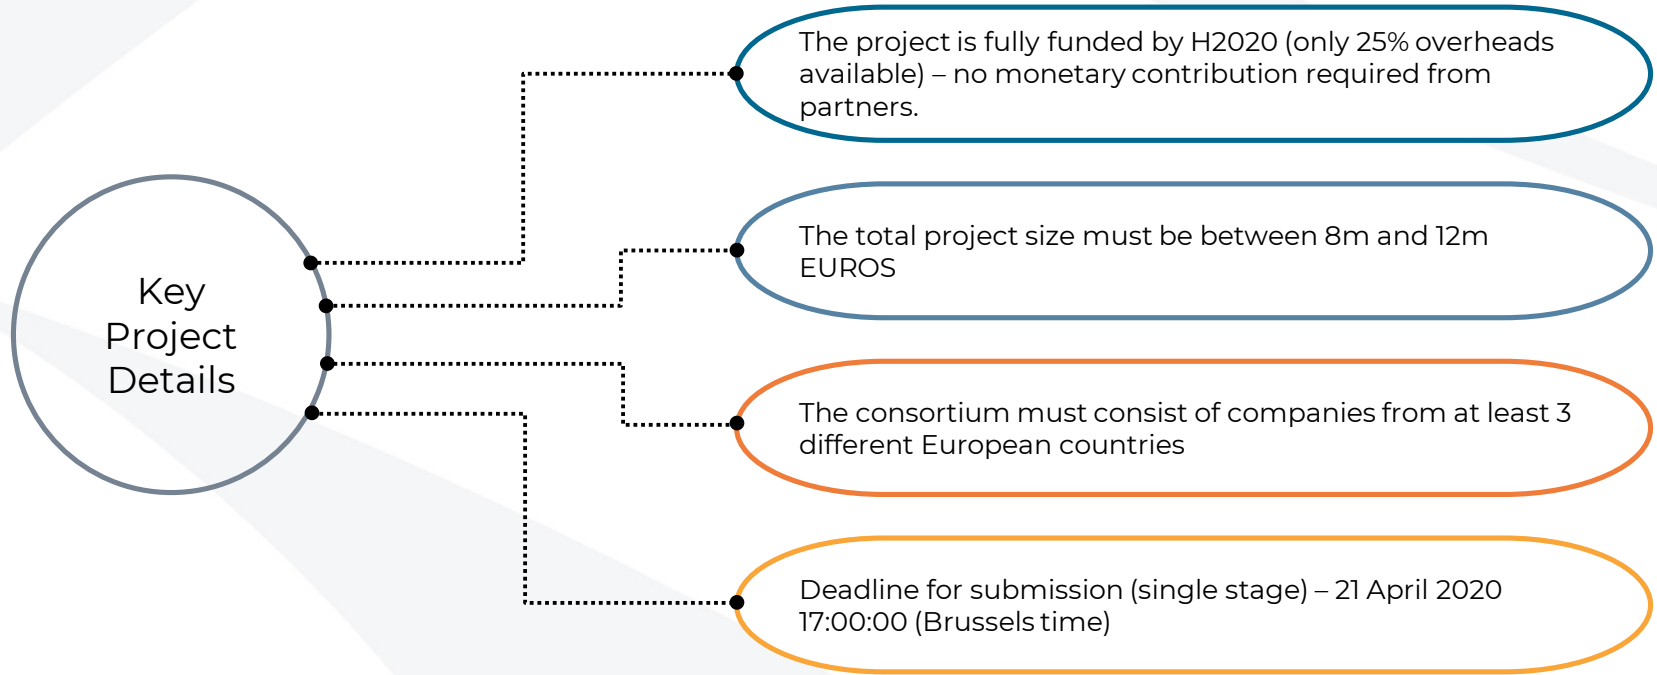 Key
Project
Details
The project is fully funded by H2020 (only 25% overheads
available) – no monetary contribution required from
partners.
The total project size must be between 8m and 12m
EUROS
The consortium must consist of companies from at least 3
different European countries
Deadline for submission (single stage) – 21 April 2020
17:00:00 (Brussels time)